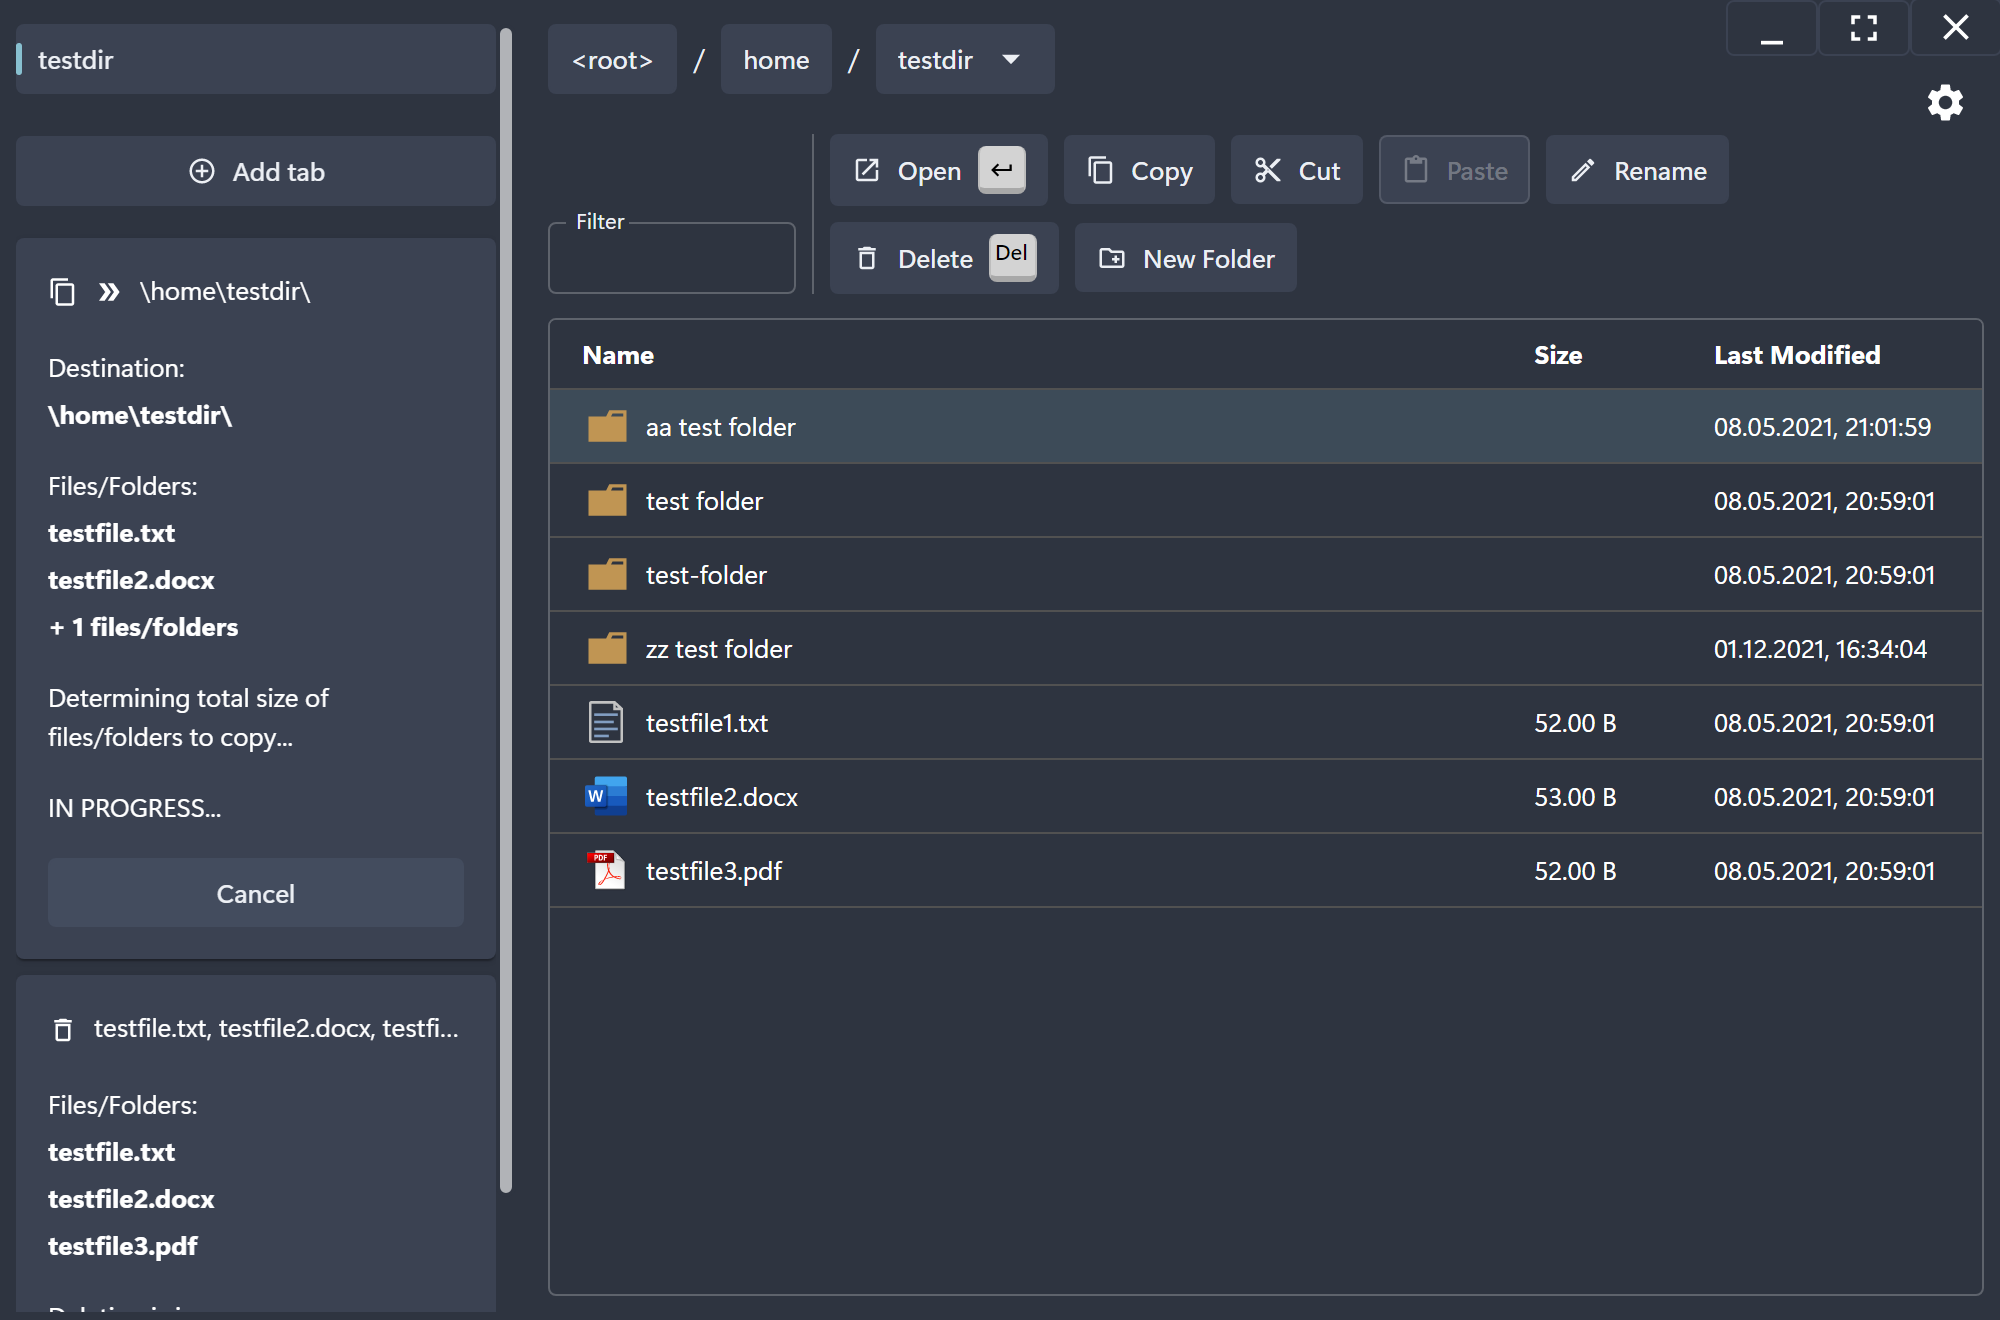 testdir
Add tab
\home\testdir\
Destination:
\home\testdir\
Files/Folders:
testfile.txt
testfile2.docx
+ 1 files/folders
Determining total size of
files/folders to copy...
IN PROGRESS...
Cancel
testfile.txt, testfile2.docx, testfi...
Files/Folders:
testfile.txt
testfile2.docx
testfile3.pdf
<root> / home / testdir
Filter
Open Copy Cut Paste Rename
Delete Del New Folder
Name Size Last Modified
aa test folder 08.05.2021, 21:01:59
test folder 08.05.2021, 20:59:01
test-folder 08.05.2021, 20:59:01
zz test folder 01.12.2021, 16:34:04
testfile1.txt 52.00 B 08.05.2021, 20:59:01
W testfile2.docx 53.00 B 08.05.2021, 20:59:01
PDF testfile3.pdf 52.00 B 08.05.2021, 20:59:01